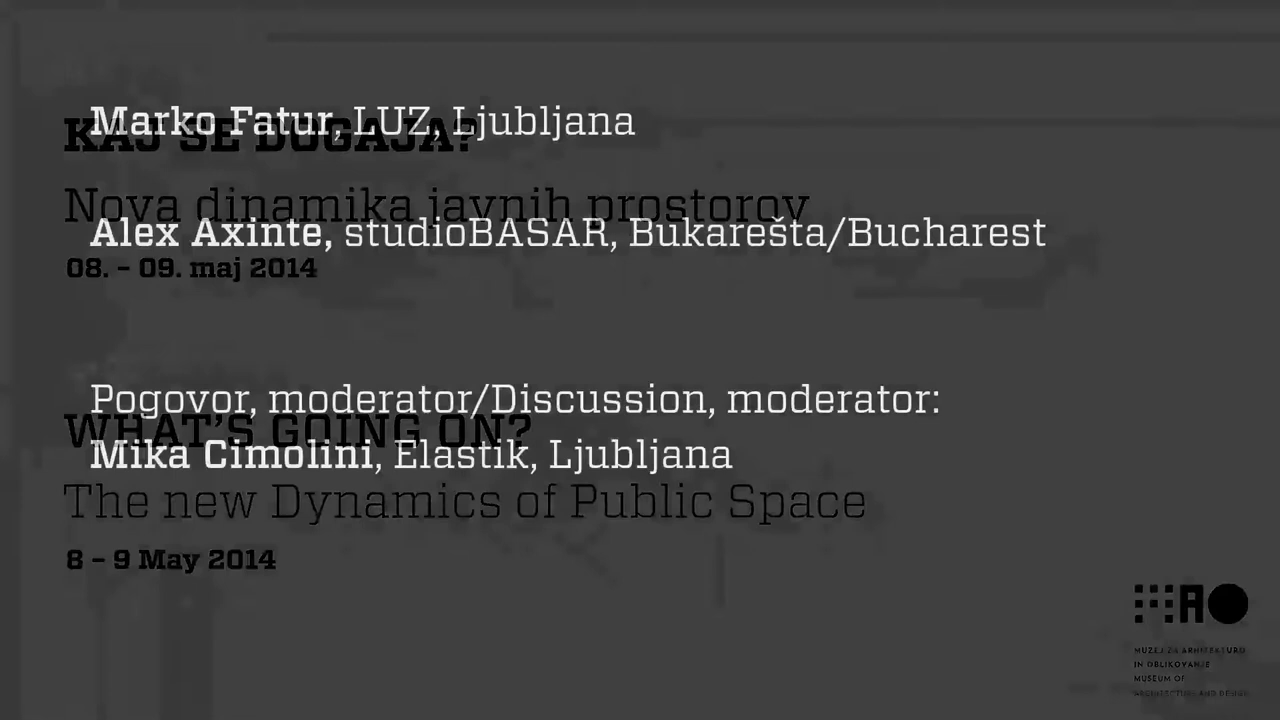 Marko Fatur, LUZ, Ljubljana
KAJ SE DOGAJA?
Nova dinamika javnih prostorov
Alex Axinte, studioBASAR, Bukarešta/Bucharest
08. – 09. maj 2014
Pogovor, moderator/Discussion, moderator:
WHAT'S GOING ON?
Mika Cimolini, Elastik, Ljubljana
The new Dynamics of Public Space
8 – 9 May 2014
MAO
MUZEJ ZA ARHITEKTURO
IN OBLIKOVANJE
MUSEUM OF
ARCHITECTURE AND DESIGN